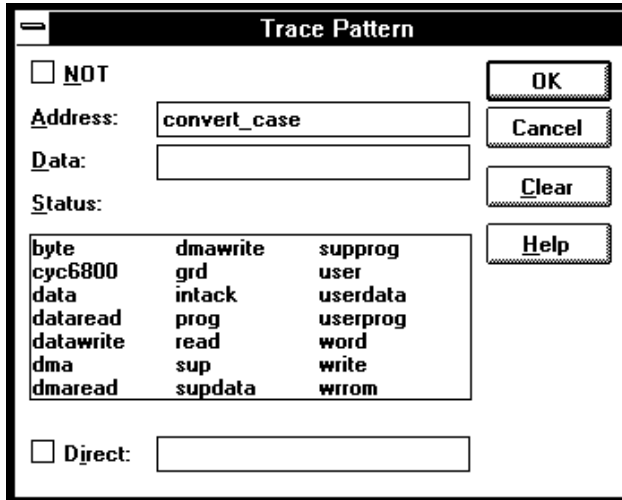 Trace Pattern
NOT
OK
Address: convert_case
Cancel
Data:
Clear
Status:
Help
byte dmawrite supprog
cyc6800 grd user
data intack userdata
dataread prog userprog
datawrite read word
dma sup write
dmaread supdata wrrom
Direct: